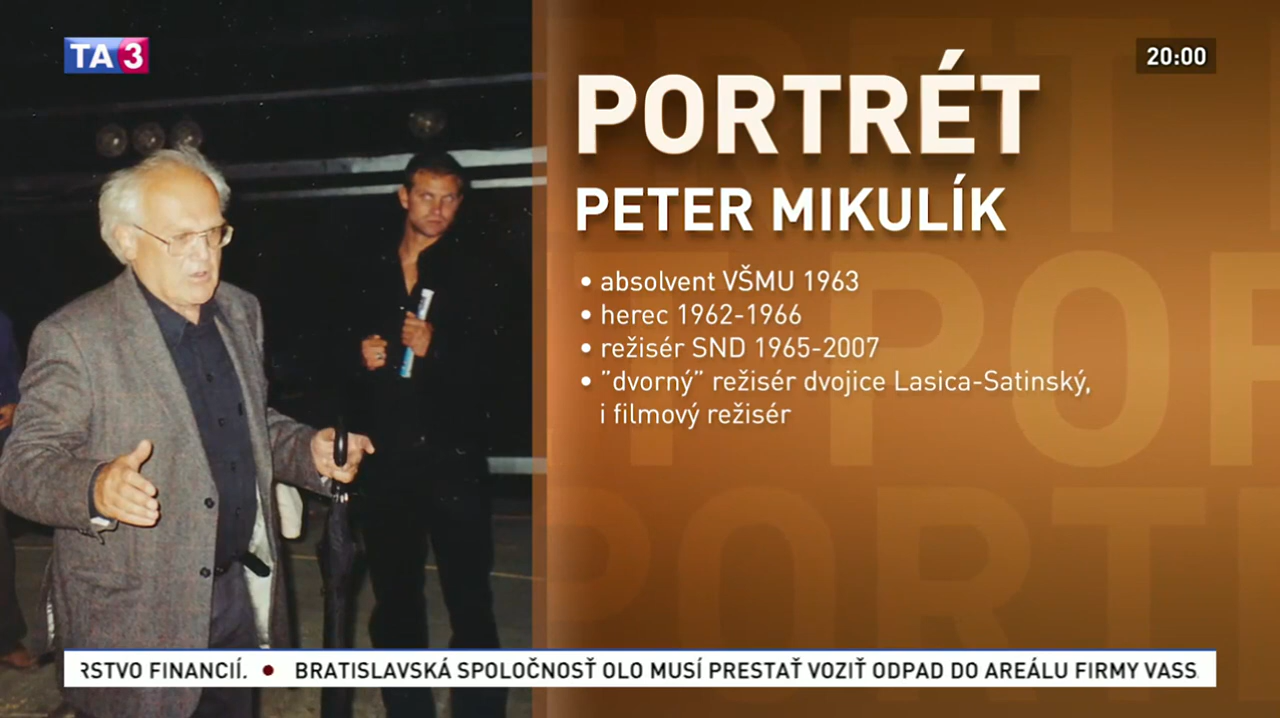 TA3
20:00
PORTRÉT
PETER MIKULÍK
• absolvent VŠMU 1963
• herec 1962-1966
• režisér SND 1965-2007
• ”dvorný” režisér dvojice Lasica-Satinský,
i filmový režisér
RSTVO FINANCIÍ. • BRATISLAVSKÁ SPOLOČNOSŤ OLO MUSÍ PRESTAŤ VOZIŤ ODPAD DO AREÁLU FIRMY VASS